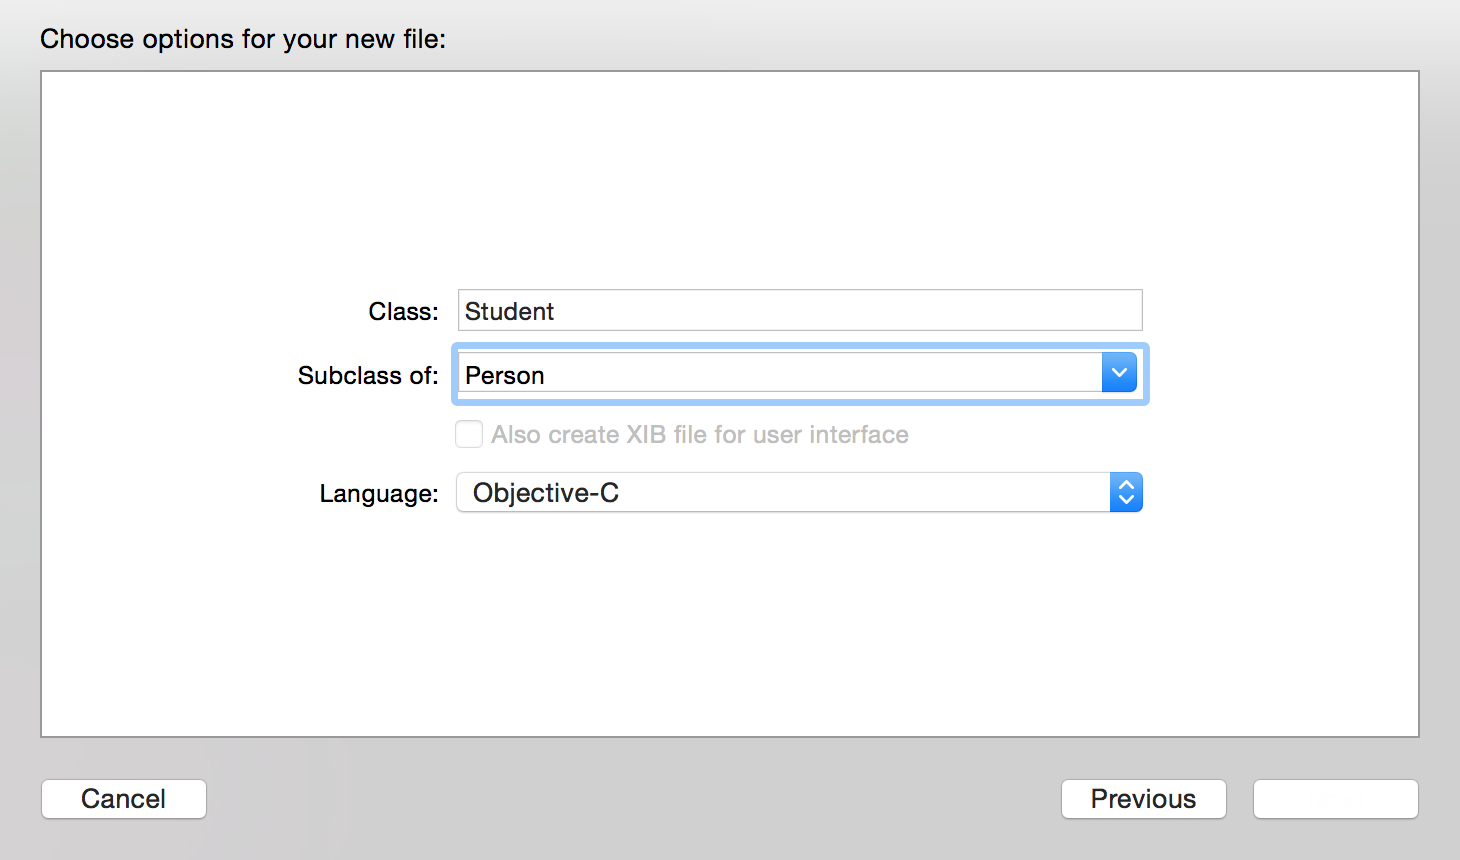 Choose options for your new file:
Class: Student
Subclass of: Person
Also create XIB file for user interface
Language: Objective-C
Cancel Previous